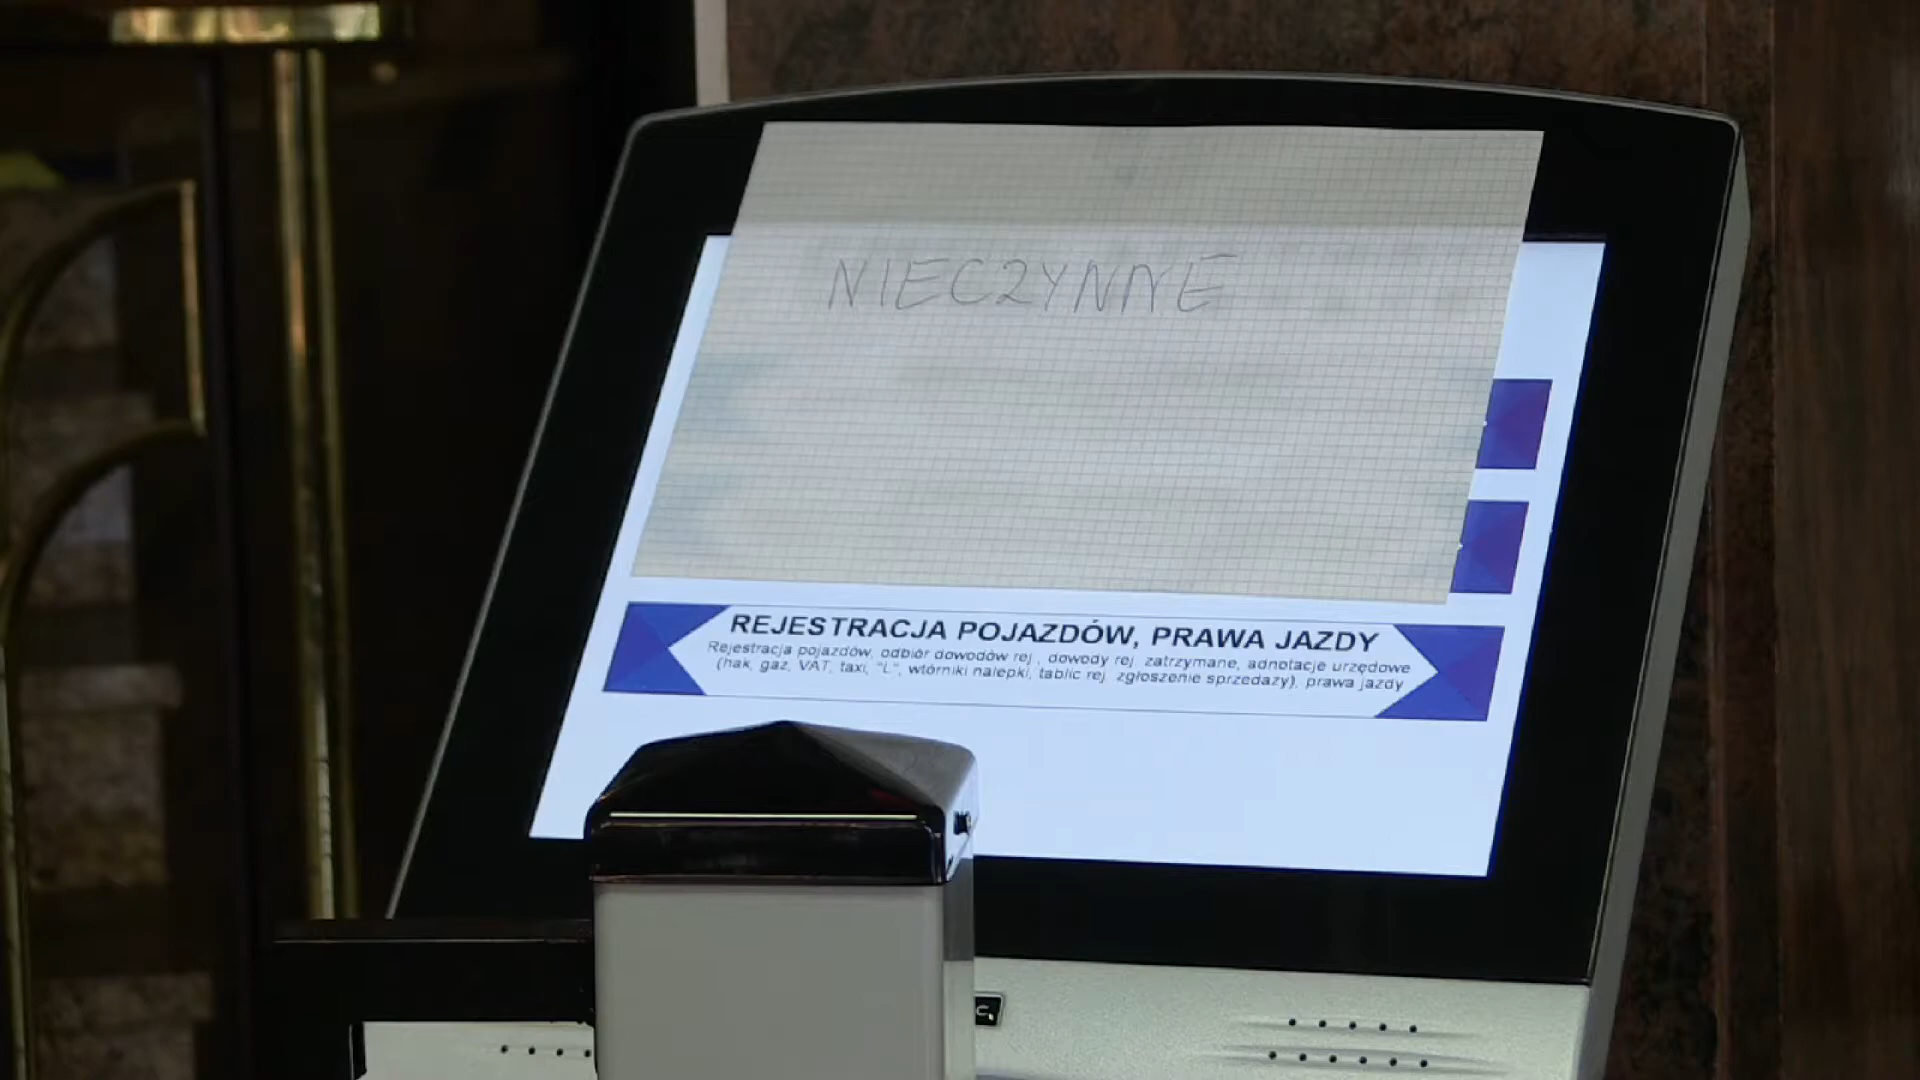 NIECZYNNE
REJESTRACJA POJAZDÓW, PRAWA JAZDY
Rejestracja pojazdów, odbiór dowodów rej., dowody rej. zatrzymane, adnotacje urzędowe
(hak, gaz, VAT, taxi, "L", wtórniki nalepki, tablic rej. zgłoszenie sprzedaży), prawa jazdy